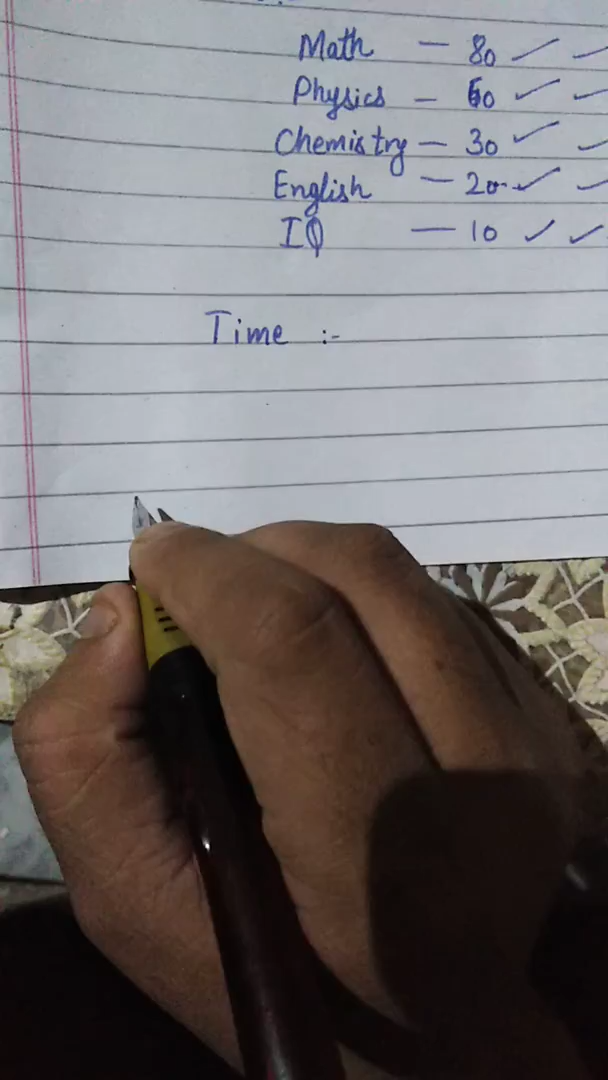 Math — 80 ✓ ✓
Physics — 60 ✓ ✓
Chemistry — 30 ✓ ✓
English — 20 ✓ ✓
IQ — 10 ✓ ✓
Time :-